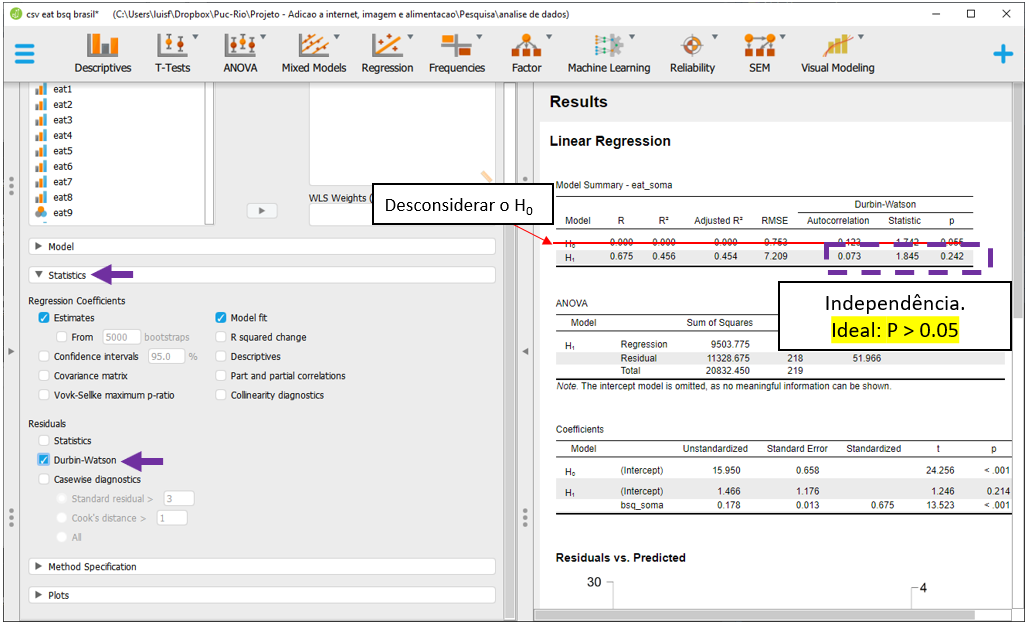 csv eat bsq brasil* (C:\Users\luisf\Dropbox\Puc-Rio\Projeto - Adicao a internet, imagem e alimentacao\Pesquisa\analise de dados)
Descriptives T-Tests ANOVA Mixed Models Regression Frequencies Factor Machine Learning Reliability SEM Visual Modeling
eat1
eat2
eat3
eat4
eat5
eat6
eat7
eat8
eat9
WLS Weights (
Model
Statistics
Regression Coefficients
Estimates Model fit
From 5000 bootstraps R squared change
Confidence intervals 95.0 % Descriptives
Covariance matrix Part and partial correlations
Vovk-Sellke maximum p-ratio Collinearity diagnostics
Residuals
Statistics
Durbin-Watson
Casewise diagnostics
Standard residual > 3
Cook's distance > 1
All
Method Specification
Plots
Results
Linear Regression
Desconsiderar o H₀
Model Summary - eat_soma
Durbin-Watson
Model R R² Adjusted R² RMSE Autocorrelation Statistic p
H₀ 0.000 0.000 0.000 9.753 0.123 1.742 0.055
H₁ 0.675 0.456 0.454 7.209 0.073 1.845 0.242
Independência.
Ideal: P > 0.05
ANOVA
Model Sum of Squares
H₁ Regression 9503.775
Residual 11328.675 218 51.966
Total 20832.450 219
Note. The intercept model is omitted, as no meaningful information can be shown.
Coefficients
Model Unstandardized Standard Error Standardized t p
H₀ (Intercept) 15.950 0.658 24.256 < .001
H₁ (Intercept) 1.466 1.176 1.246 0.214
bsq_soma 0.178 0.013 0.675 13.523 < .001
Residuals vs. Predicted
30 4